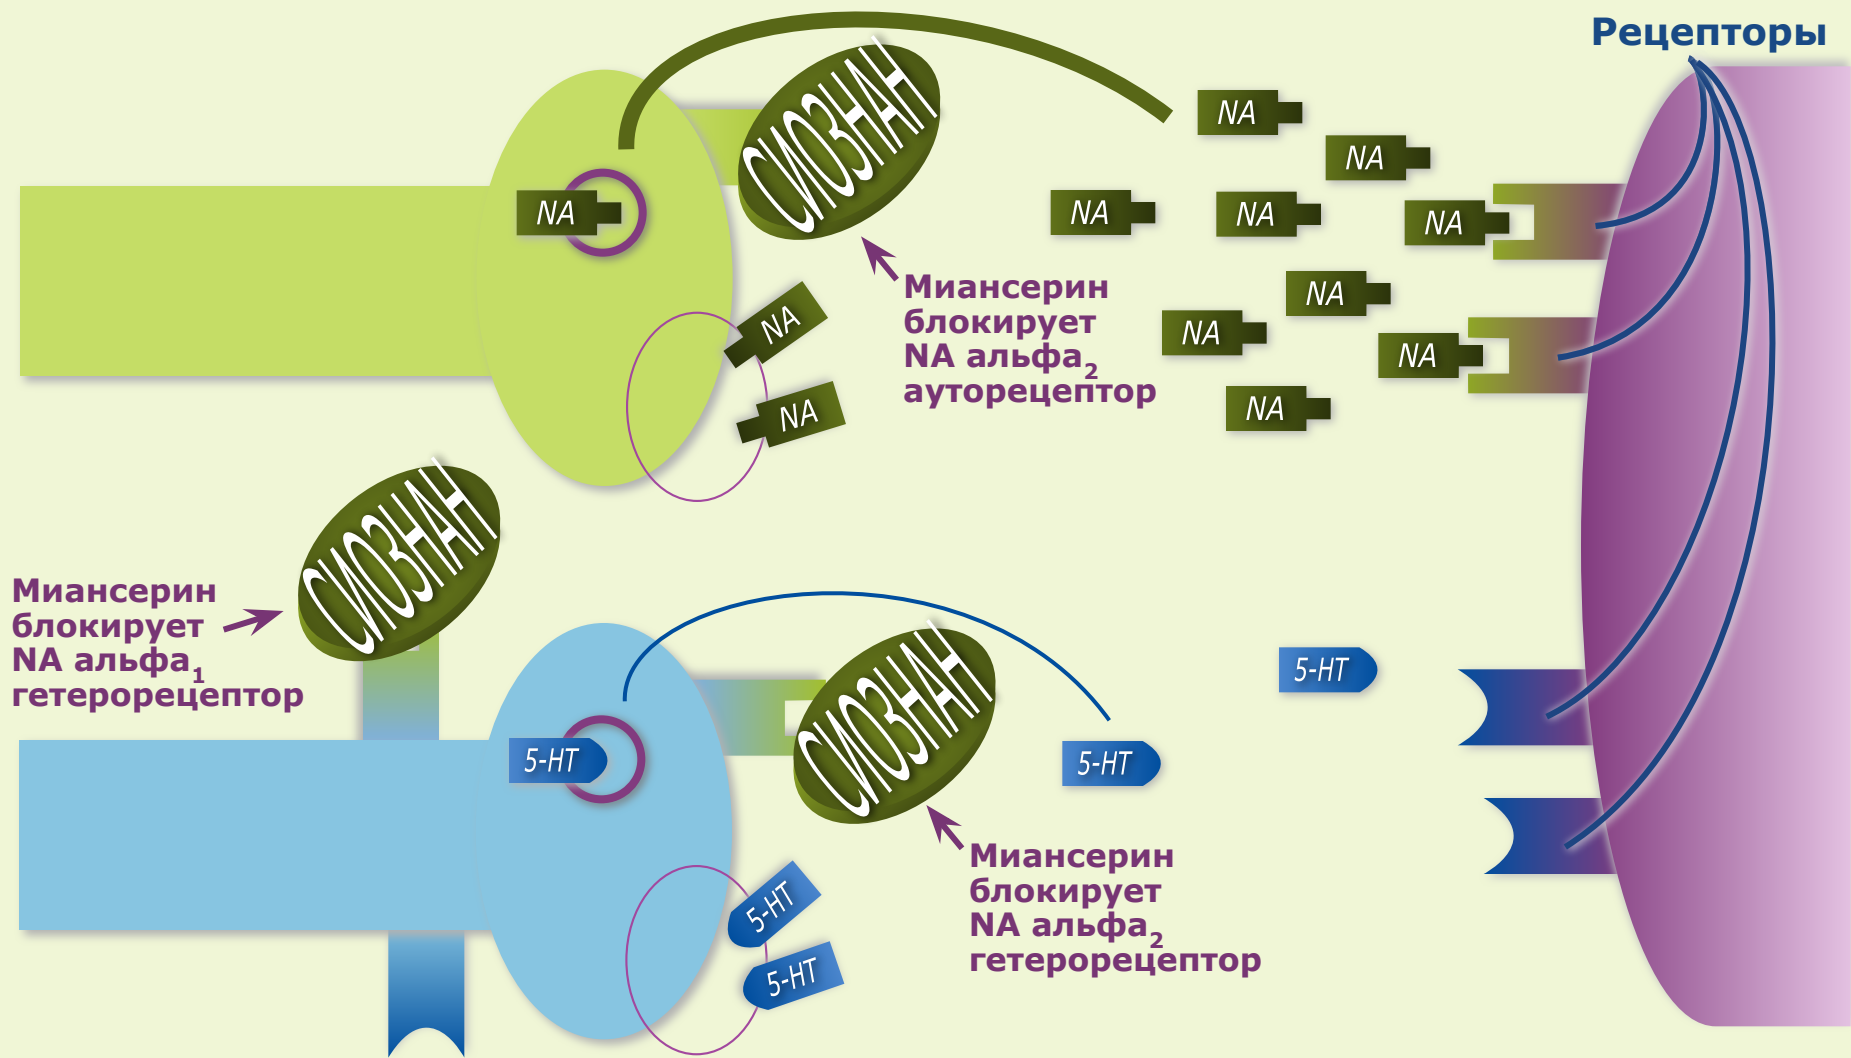 Рецепторы
СИОЗНАН
NA
NA
NA
NA
NA
NA
NA
Миансерин
блокирует
NA альфа2
ауторецептор
NA
NA
NA
NA
NA
NA
СИОЗНАН
Миансерин
блокирует
NA альфа1
гетерорецептор
СИОЗНАН
5-HT
5-HT
5-HT
Миансерин
блокирует
NA альфа2
гетерорецептор
5-HT
5-HT